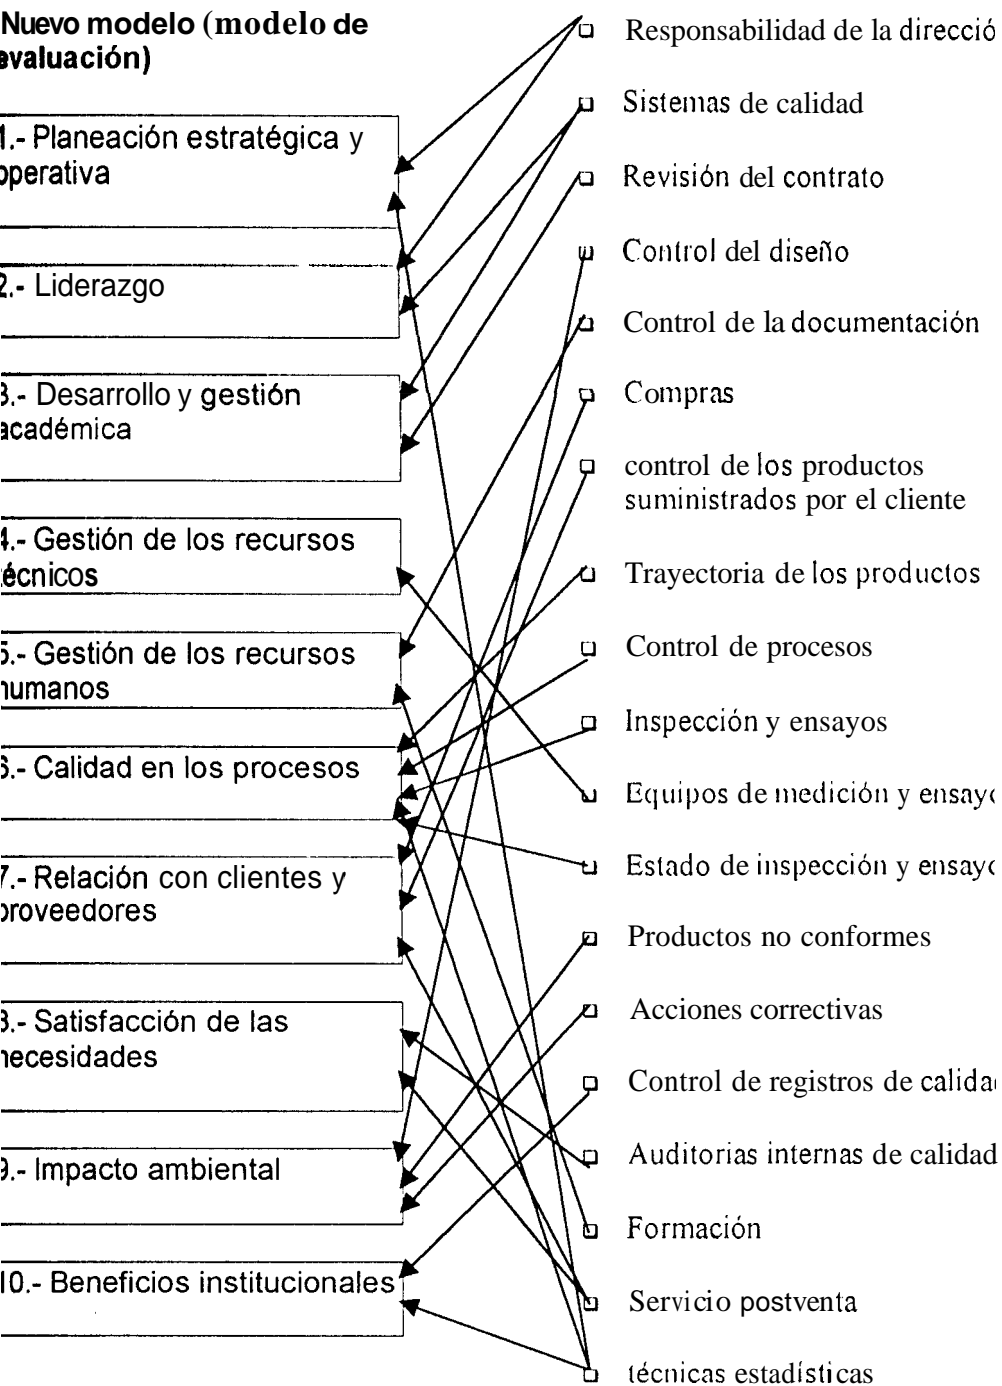 Nuevo modelo (modelo de
evaluación)
1.- Planeación estratégica y
operativa
2.- Liderazgo
3.- Desarrollo y gestión
académica
4.- Gestión de los recursos
técnicos
5.- Gestión de los recursos
humanos
6.- Calidad en los procesos
7.- Relación con clientes y
proveedores
8.- Satisfacción de las
necesidades
9.- Impacto ambiental
10.- Beneficios institucionales
Responsabilidad de la direcció
Sistemas de calidad
Revisión del contrato
Control del diseño
Control de la documentación
Compras
control de los productos
suministrados por el cliente
Trayectoria de los productos
Control de procesos
Inspección y ensayos
Equipos de medición y ensayo
Estado de inspección y ensayo
Productos no conformes
Acciones correctivas
Control de registros de calidad
Auditorias internas de calidad
Formación
Servicio postventa
técnicas estadísticas